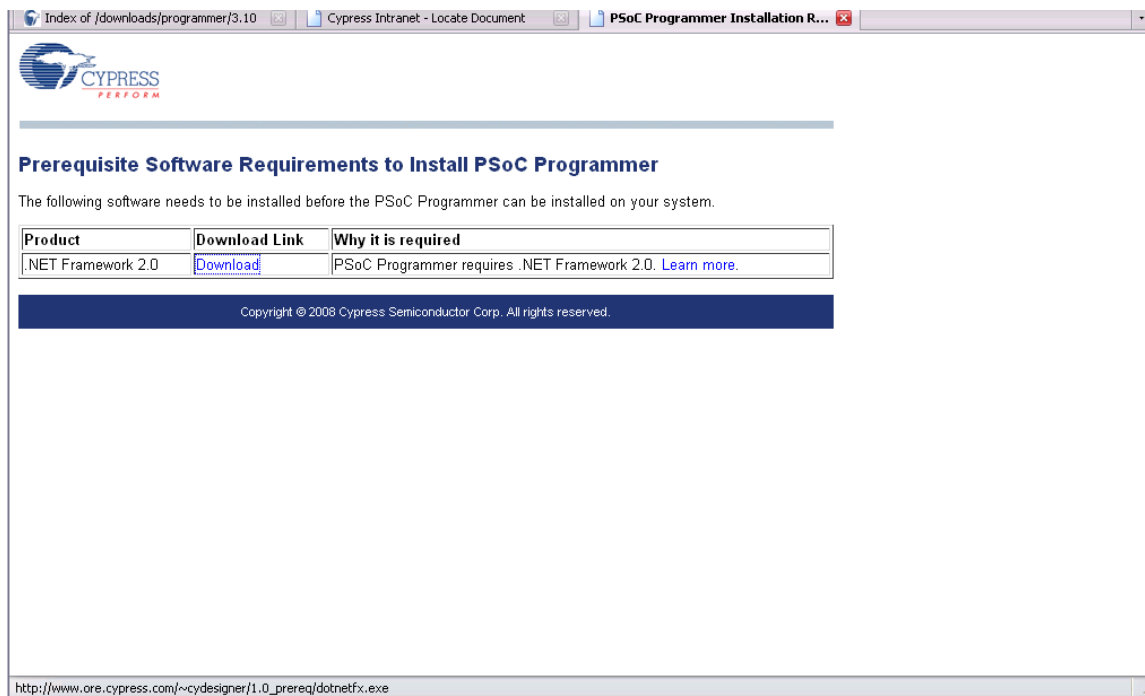 Index of /downloads/programmer/3.10 Cypress Intranet - Locate Document PSoC Programmer Installation R...
CYPRESS
PERFORM
Prerequisite Software Requirements to Install PSoC Programmer
The following software needs to be installed before the PSoC Programmer can be installed on your system.
Product Download Link Why it is required
.NET Framework 2.0 Download PSoC Programmer requires .NET Framework 2.0. Learn more.
Copyright © 2008 Cypress Semiconductor Corp. All rights reserved.
http://www.ore.cypress.com/~cydesigner/1.0_prereq/dotnetfx.exe